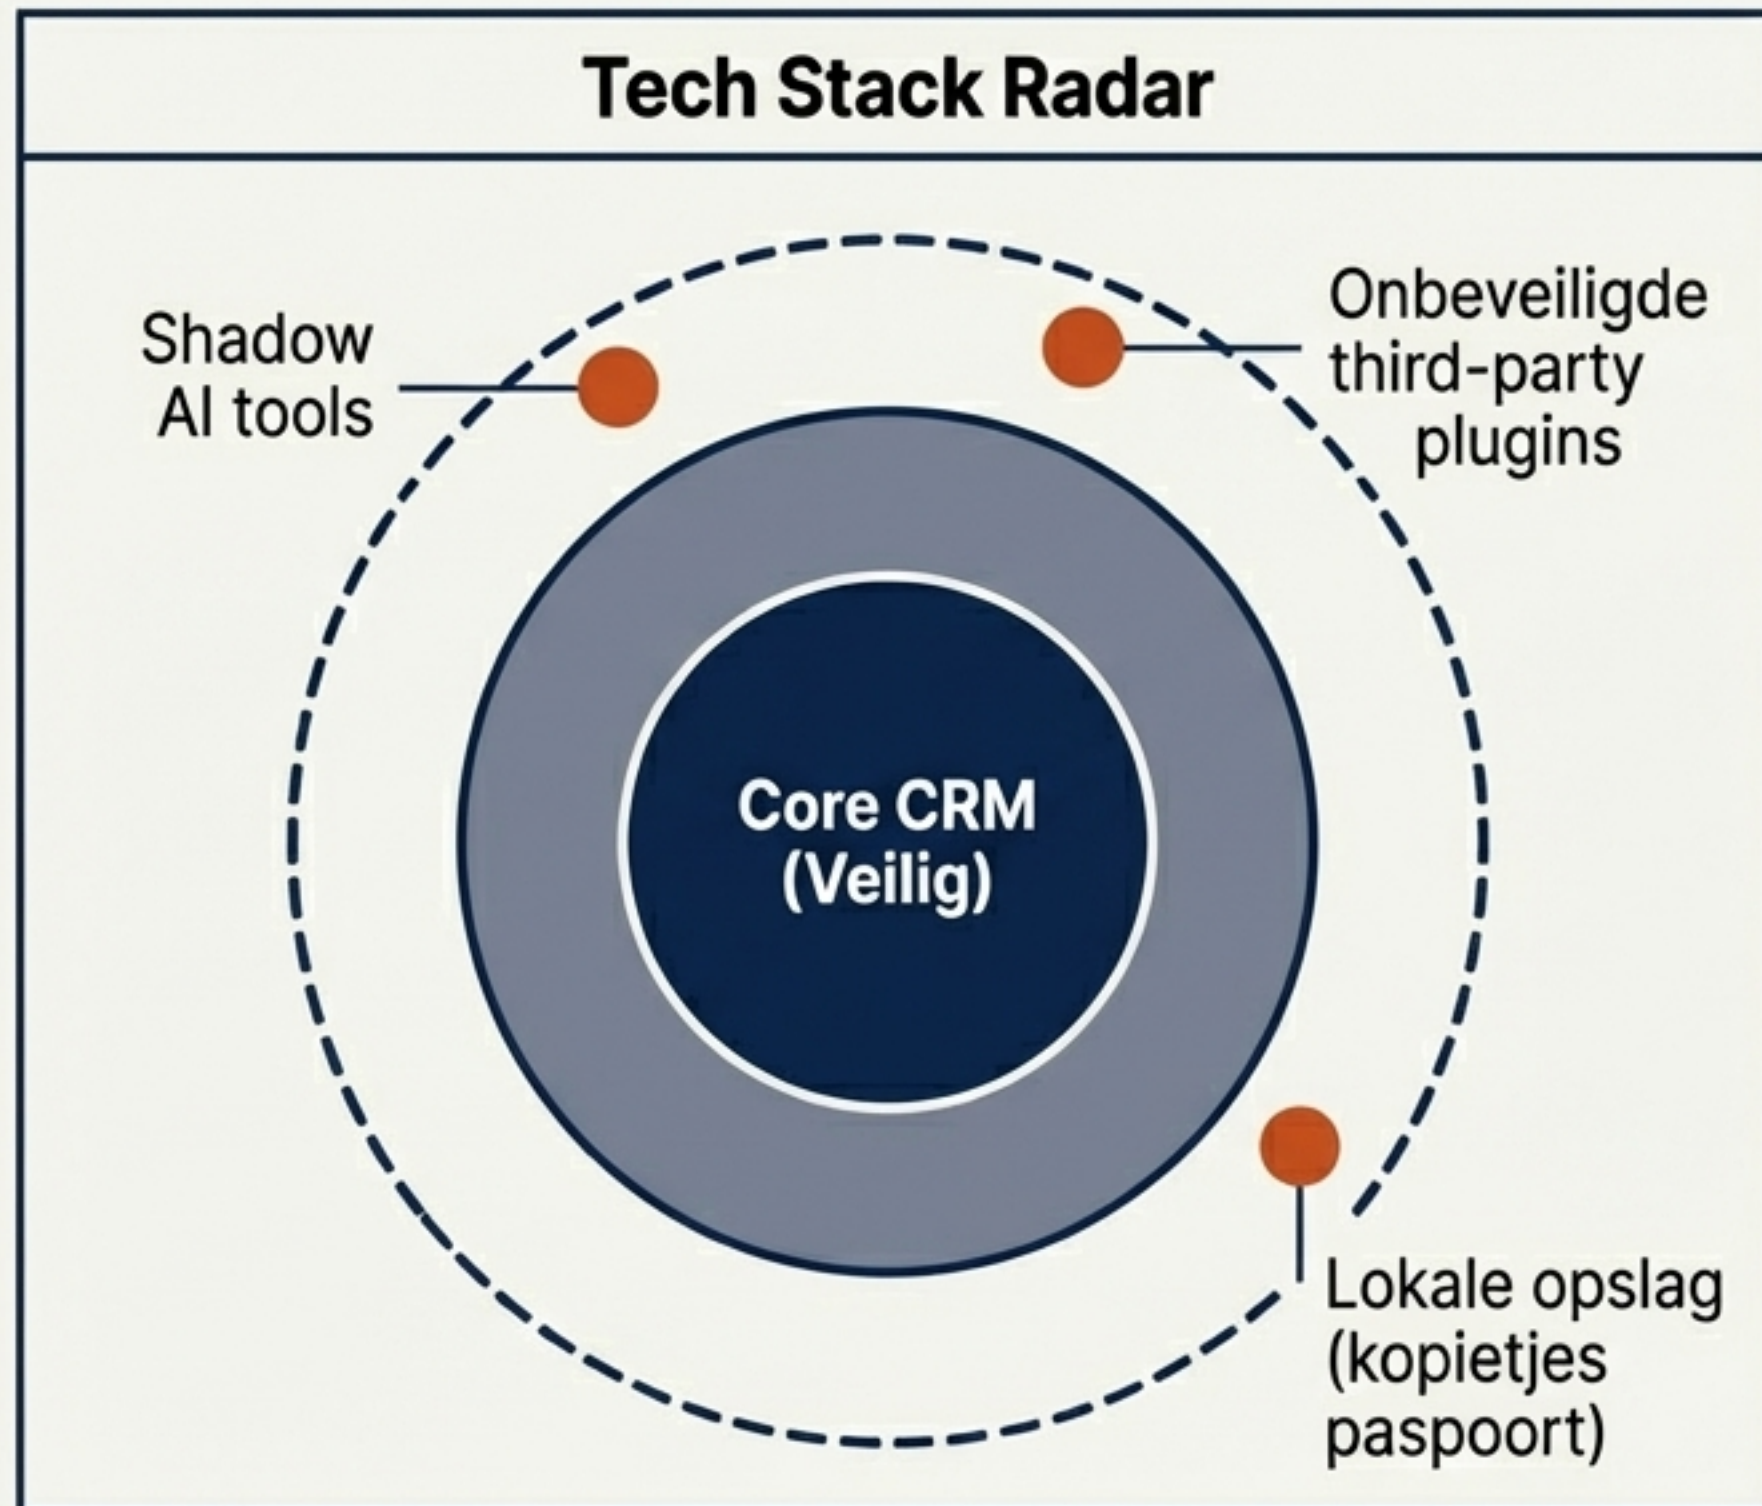 Tech Stack Radar
Shadow
AI tools
Onbeveiligde
third-party
plugins
Core CRM
(Veilig)
Lokale opslag
(kopietjes
paspoort)